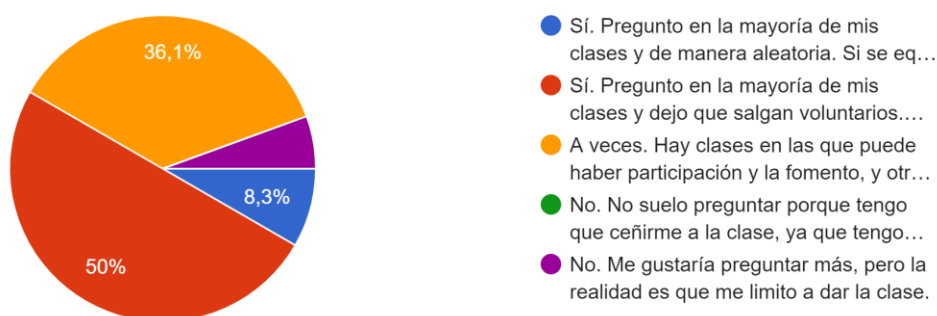 36,1%
8,3%
50%
Sí. Pregunto en la mayoría de mis
clases y de manera aleatoria. Si se eq…
Sí. Pregunto en la mayoría de mis
clases y dejo que salgan voluntarios.…
A veces. Hay clases en las que puede
haber participación y la fomento, y otr…
No. No suelo preguntar porque tengo
que ceñirme a la clase, ya que tengo…
No. Me gustaría preguntar más, pero la
realidad es que me limito a dar la clase.